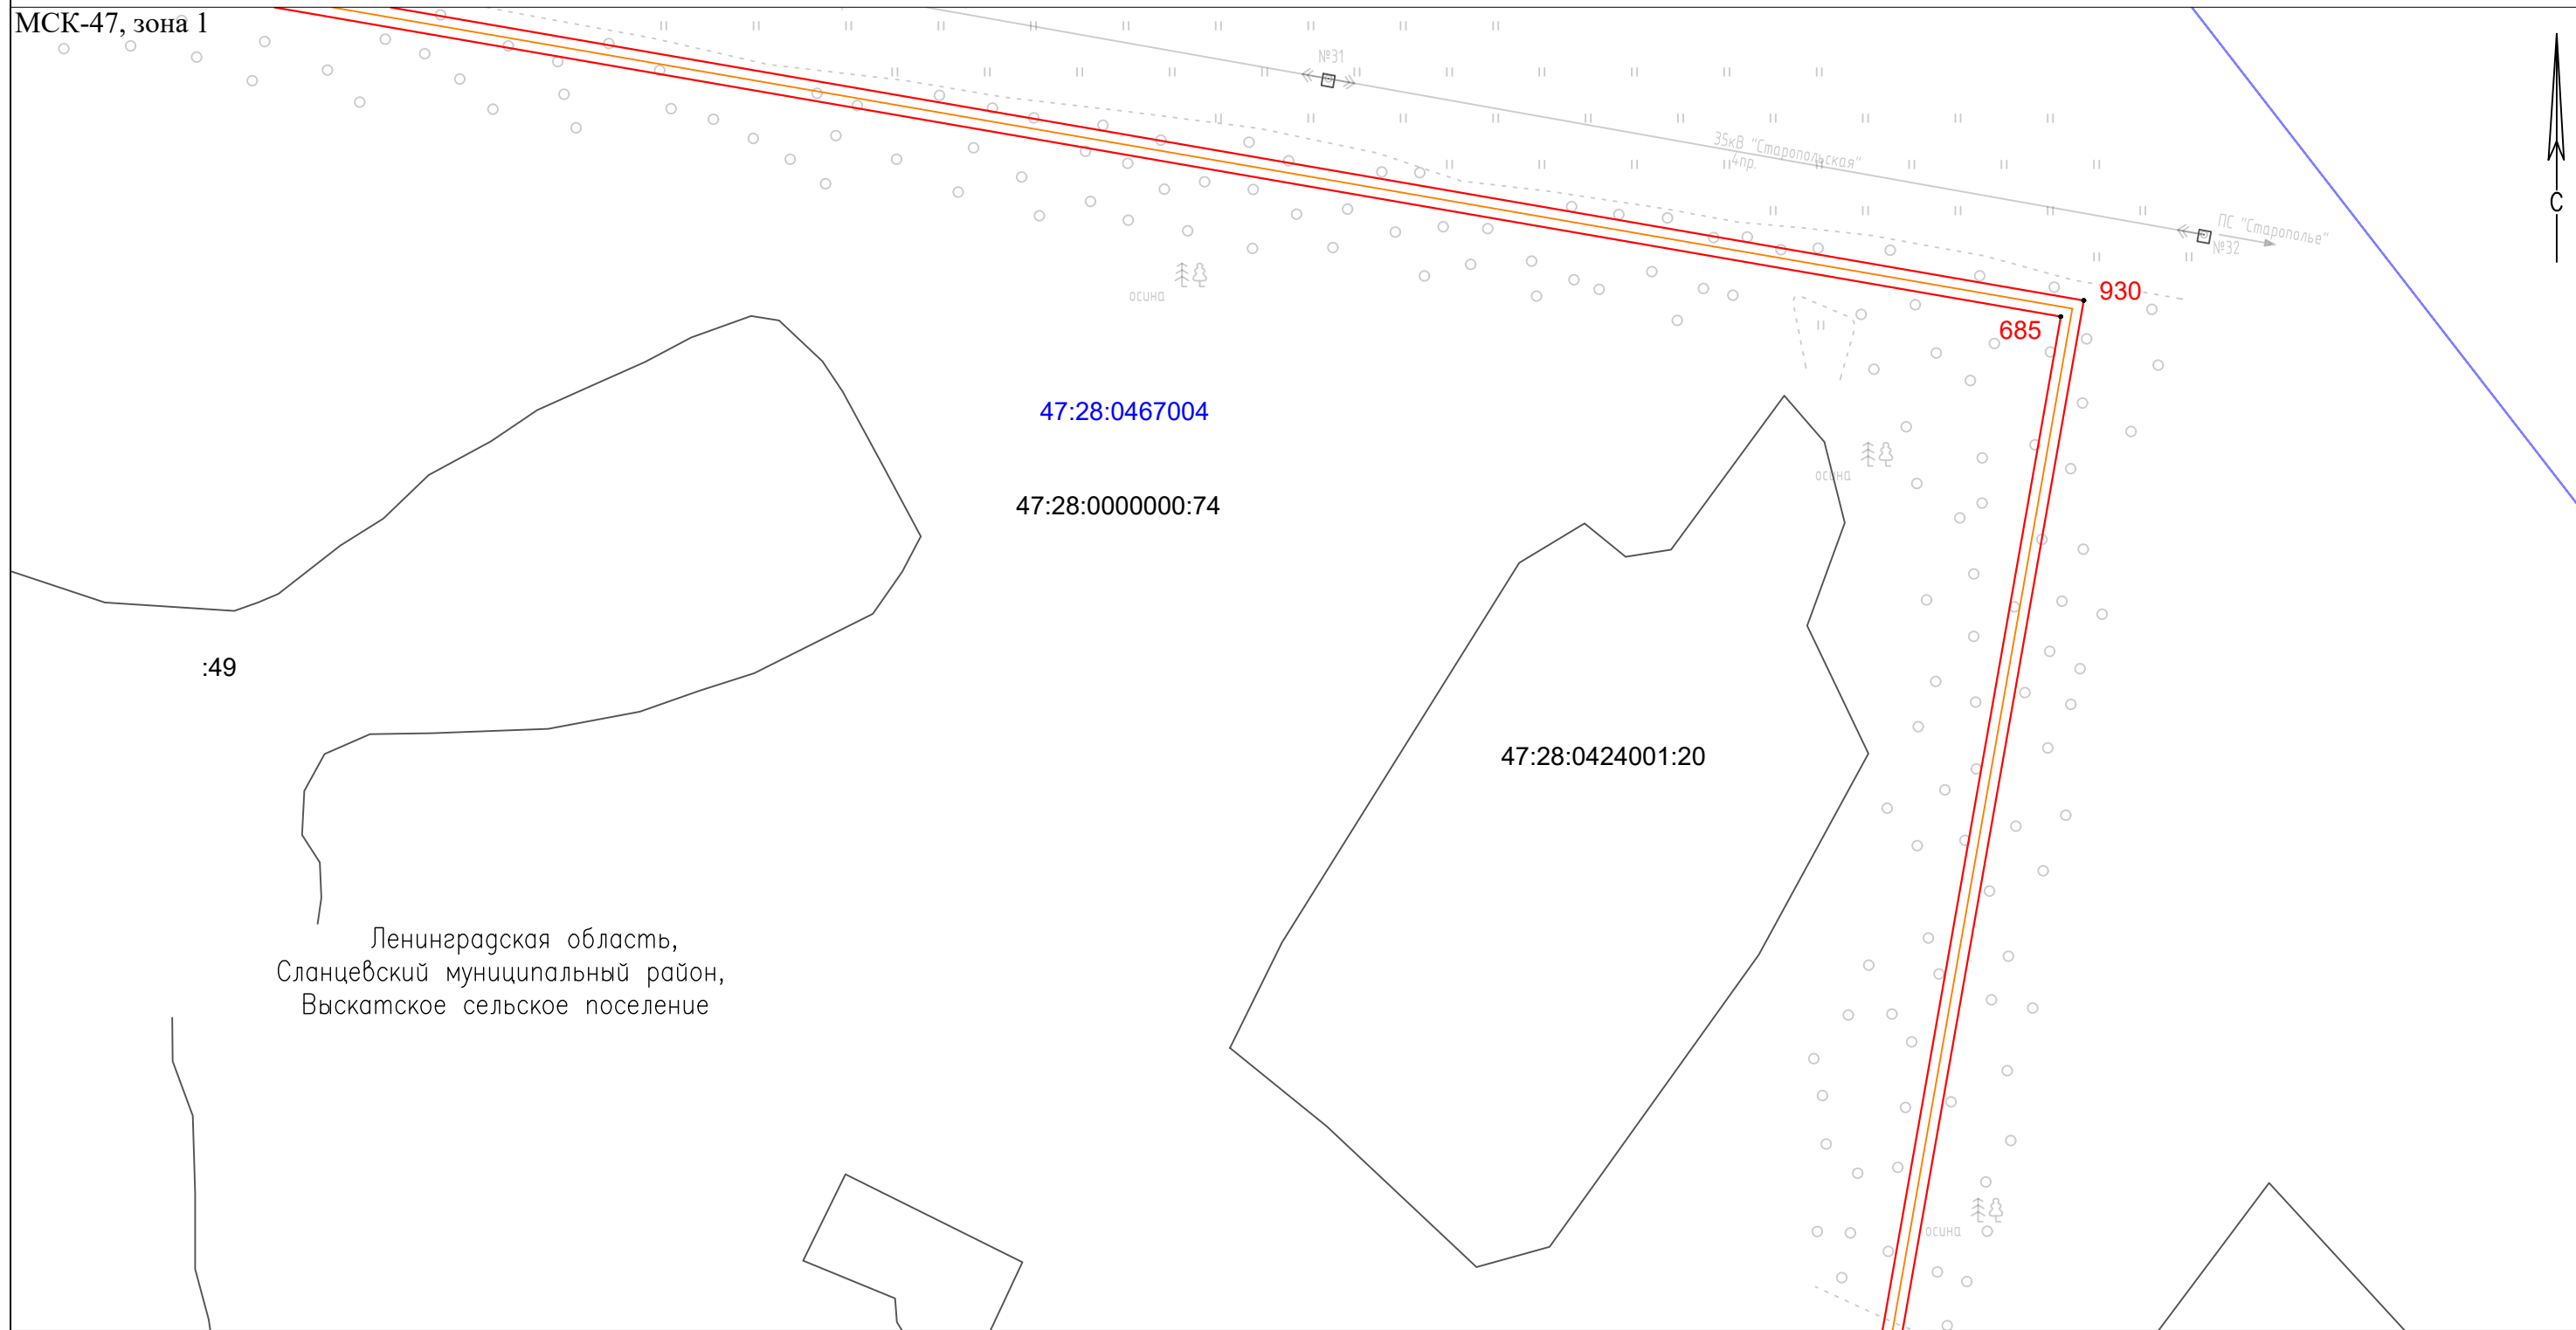 МСК-47, зона 1
№31
35кВ "Старопольская"
4пр.
С
ПС "Старополье"
№32
930
685
осина
47:28:0467004
осина
47:28:0000000:74
:49
47:28:0424001:20
Ленинградская область,
Сланцевский муниципальный район,
Выскатское сельское поселение
осина